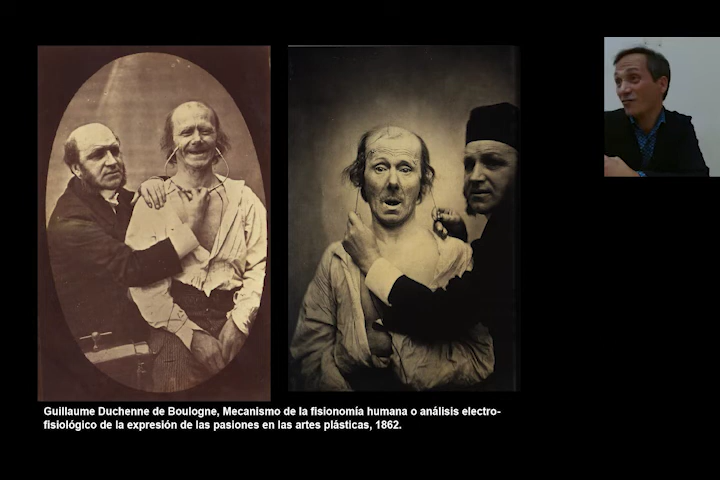 Guillaume Duchenne de Boulogne, Mecanismo de la fisionomía humana o análisis electro-
fisiológico de la expresión de las pasiones en las artes plásticas, 1862.